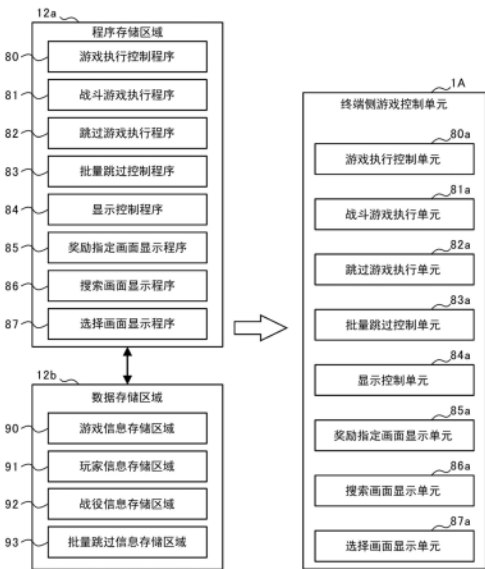 12a
程序存储区域
80
游戏执行控制程序
81
战斗游戏执行程序
82
跳过游戏执行程序
83
批量跳过控制程序
84
显示控制程序
85
奖励指定画面显示程序
86
搜索画面显示程序
87
选择画面显示程序
12b
数据存储区域
90
游戏信息存储区域
91
玩家信息存储区域
92
战役信息存储区域
93
批量跳过信息存储区域
1A
终端侧游戏控制单元
80a
游戏执行控制单元
81a
战斗游戏执行单元
82a
跳过游戏执行单元
83a
批量跳过控制单元
84a
显示控制单元
85a
奖励指定画面显示单元
86a
搜索画面显示单元
87a
选择画面显示单元